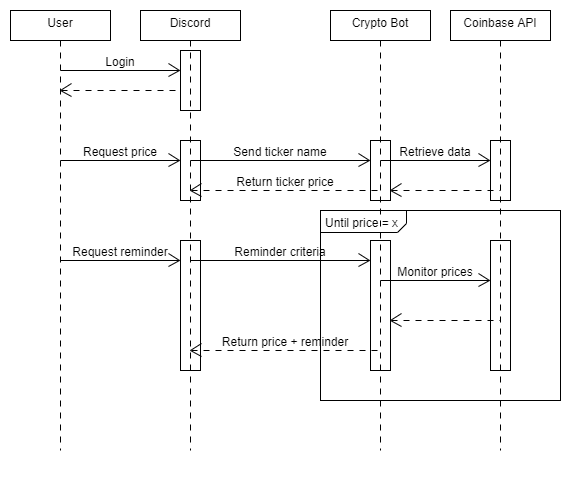 User
Discord
Crypto Bot
Coinbase API
Login
Request price
Send ticker name
Retrieve data
Return ticker price
Until price = x
Request reminder
Reminder criteria
Monitor prices
Return price + reminder